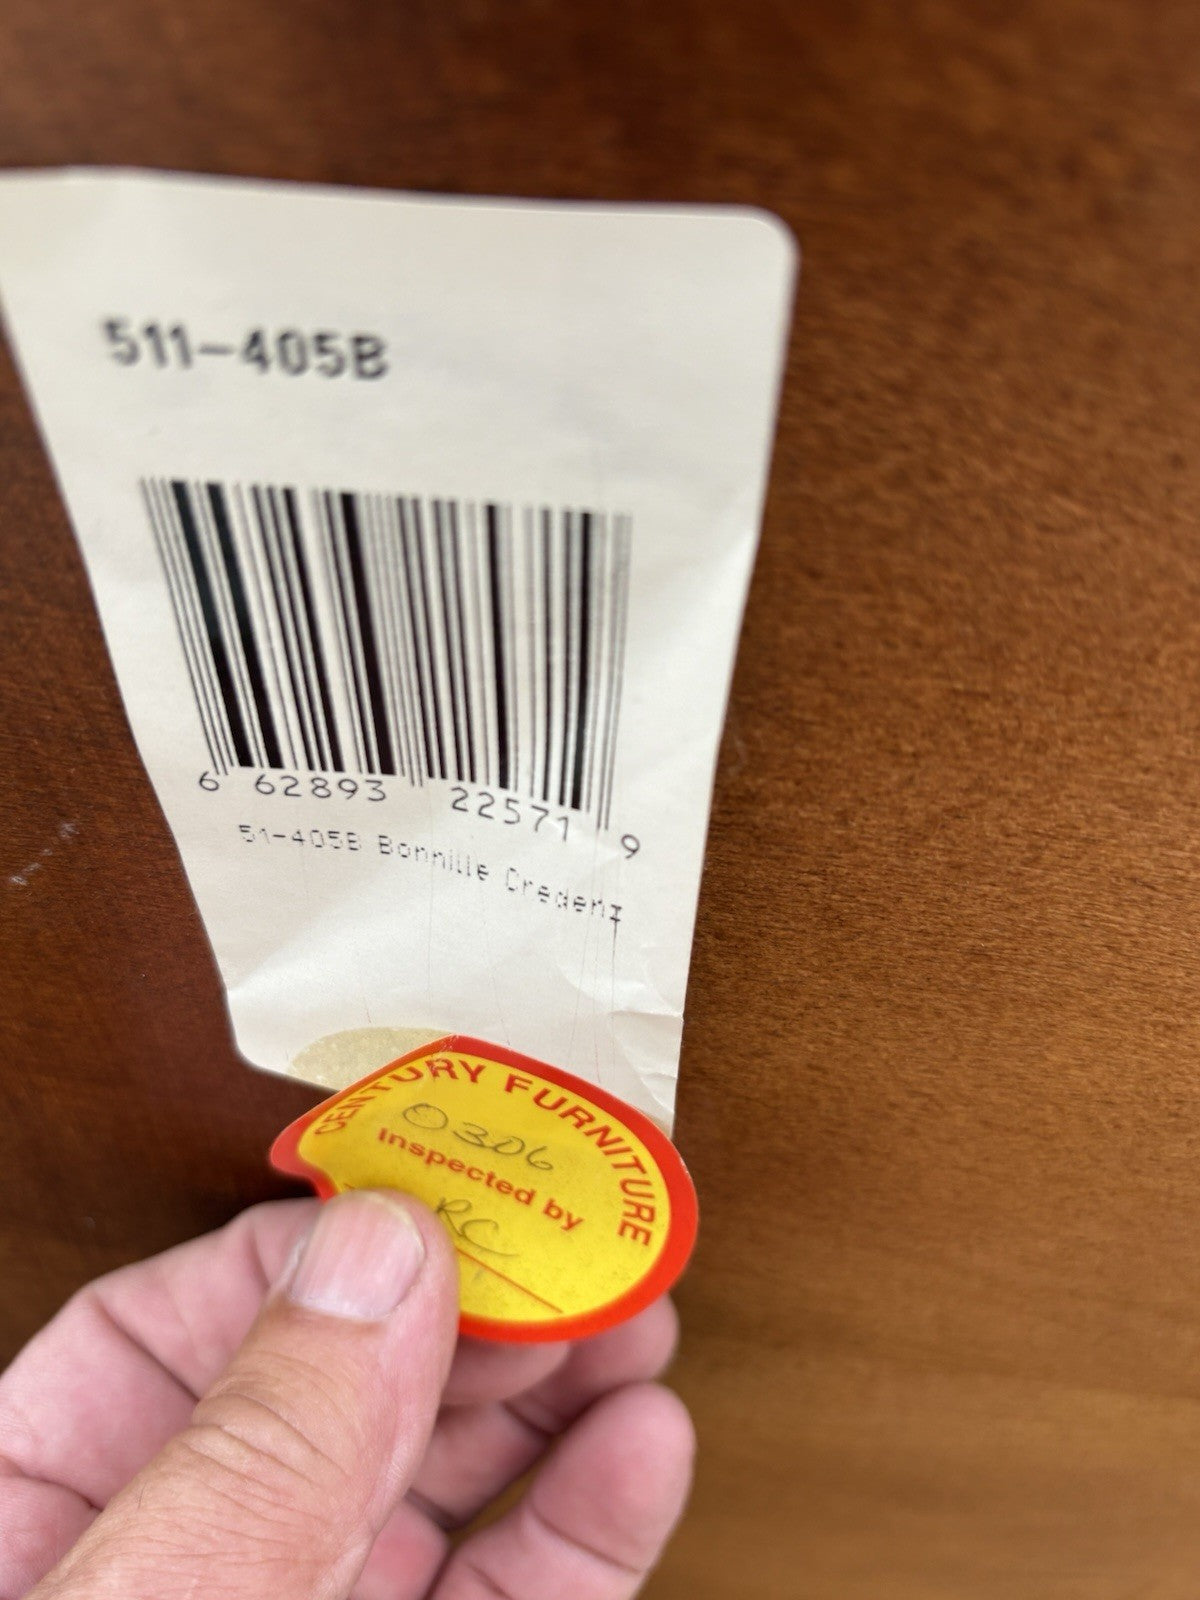 511-405B
6 62893 22571 9
51-405B Bonnille Credenz
CENTURY FURNITURE
0306
Inspected by
RC